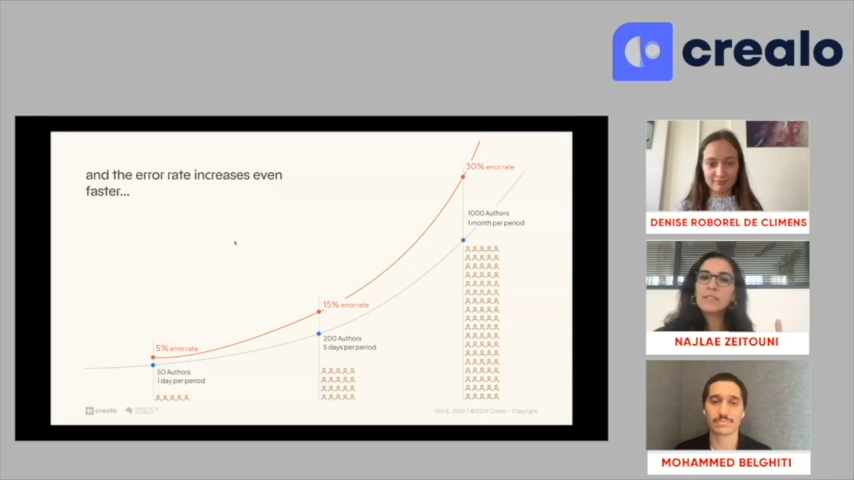 crealo
and the error rate increases even
faster...
30% error rate
1000 Authors
1 month per period
15% error rate
200 Authors
5 days per period
5% error rate
50 Authors
1 day per period
crealo
Oct 8, 2024 | ©2024 Crealo - Copyright
DENISE ROBOREL DE CLIMENS
NAJLAE ZEITOUNI
MOHAMMED BELGHITI